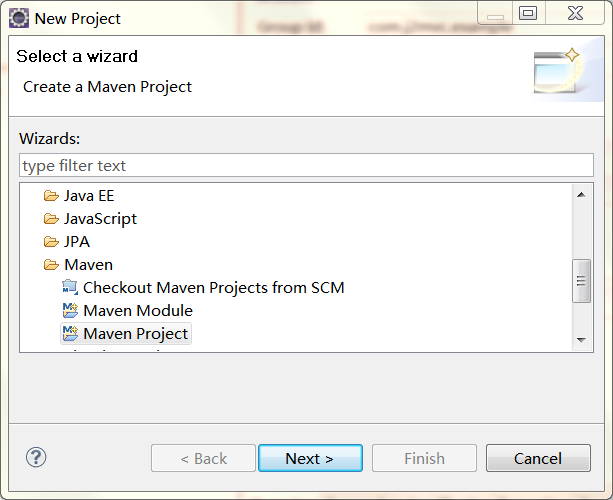 New Project
Select a wizard
Create a Maven Project
Wizards:
type filter text
Java EE
JavaScript
JPA
Maven
Checkout Maven Projects from SCM
Maven Module
Maven Project
< Back
Next >
Finish
Cancel